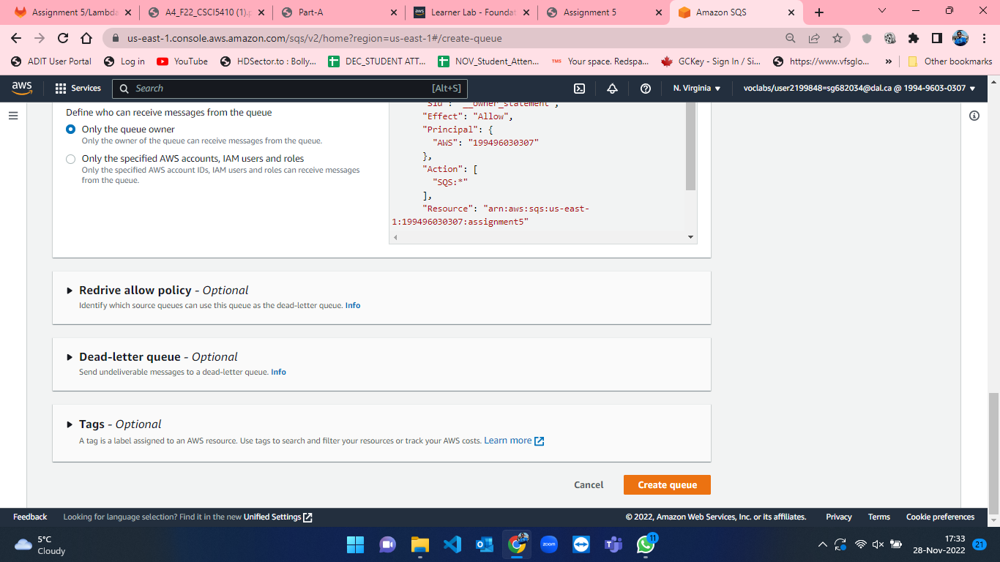 Assignment 5/Lambda
A4_F22_CSCI5410 (1).p
Part-A
Learner Lab - Foundat
Assignment 5
Amazon SQS
us-east-1.console.aws.amazon.com/sqs/v2/home?region=us-east-1#/create-queue
ADIT User Portal
Log in
YouTube
HDSector.to : Bolly...
DEC_STUDENT ATT...
NOV_Student_Atten...
TMS
Your space. Redspa...
GCKey - Sign In / Si...
https://www.vfsglo...
»
Other bookmarks
aws
Services
Search
[Alt+S]
N. Virginia
voclabs/user2199848=sg682034@dal.ca @ 1994-9603-0307
Define who can receive messages from the queue
Only the queue owner
Only the owner of the queue can receive messages from the queue.
Only the specified AWS accounts, IAM users and roles
Only the specified AWS account IDs, IAM users and roles can receive messages
from the queue.
"Sid": "__owner_statement",
"Effect": "Allow",
"Principal": {
"AWS": "199496030307"
},
"Action": [
"SQS:*"
],
"Resource": "arn:aws:sqs:us-east-
1:199496030307:assignment5"
Redrive allow policy - Optional
Identify which source queues can use this queue as the dead-letter queue. Info
Dead-letter queue - Optional
Send undeliverable messages to a dead-letter queue. Info
Tags - Optional
A tag is a label assigned to an AWS resource. Use tags to search and filter your resources or track your AWS costs. Learn more
Cancel
Create queue
Feedback
Looking for language selection? Find it in the new Unified Settings
© 2022, Amazon Web Services, Inc. or its affiliates.
Privacy
Terms
Cookie preferences
5°C
Cloudy
zoom
11
17:33
28-Nov-2022
21